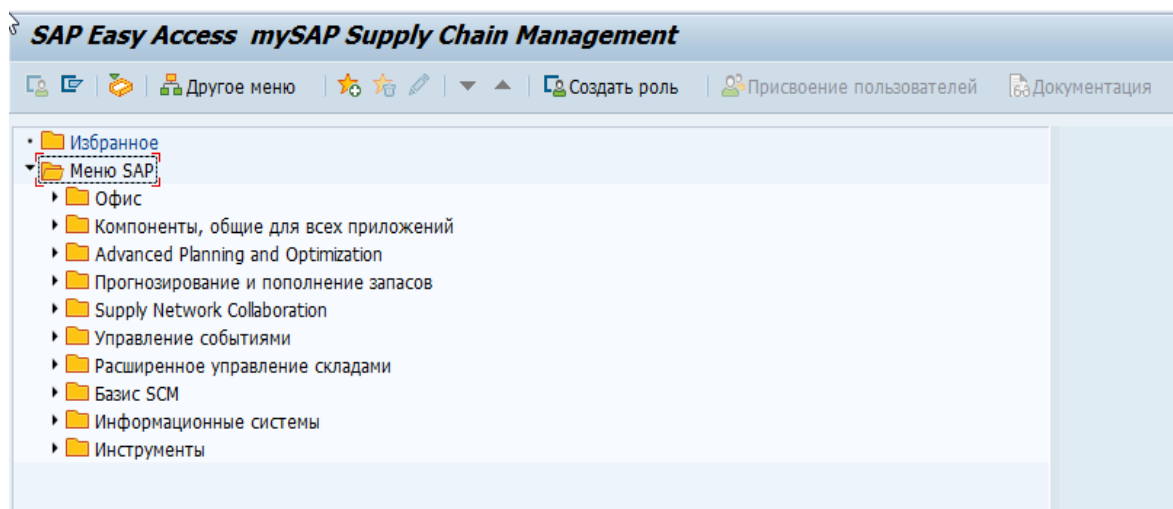 SAP Easy Access mySAP Supply Chain Management
Другое меню Создать роль Присвоение пользователей Документация
Избранное
Меню SAP
Офис
Компоненты, общие для всех приложений
Advanced Planning and Optimization
Прогнозирование и пополнение запасов
Supply Network Collaboration
Управление событиями
Расширенное управление складами
Базис SCM
Информационные системы
Инструменты